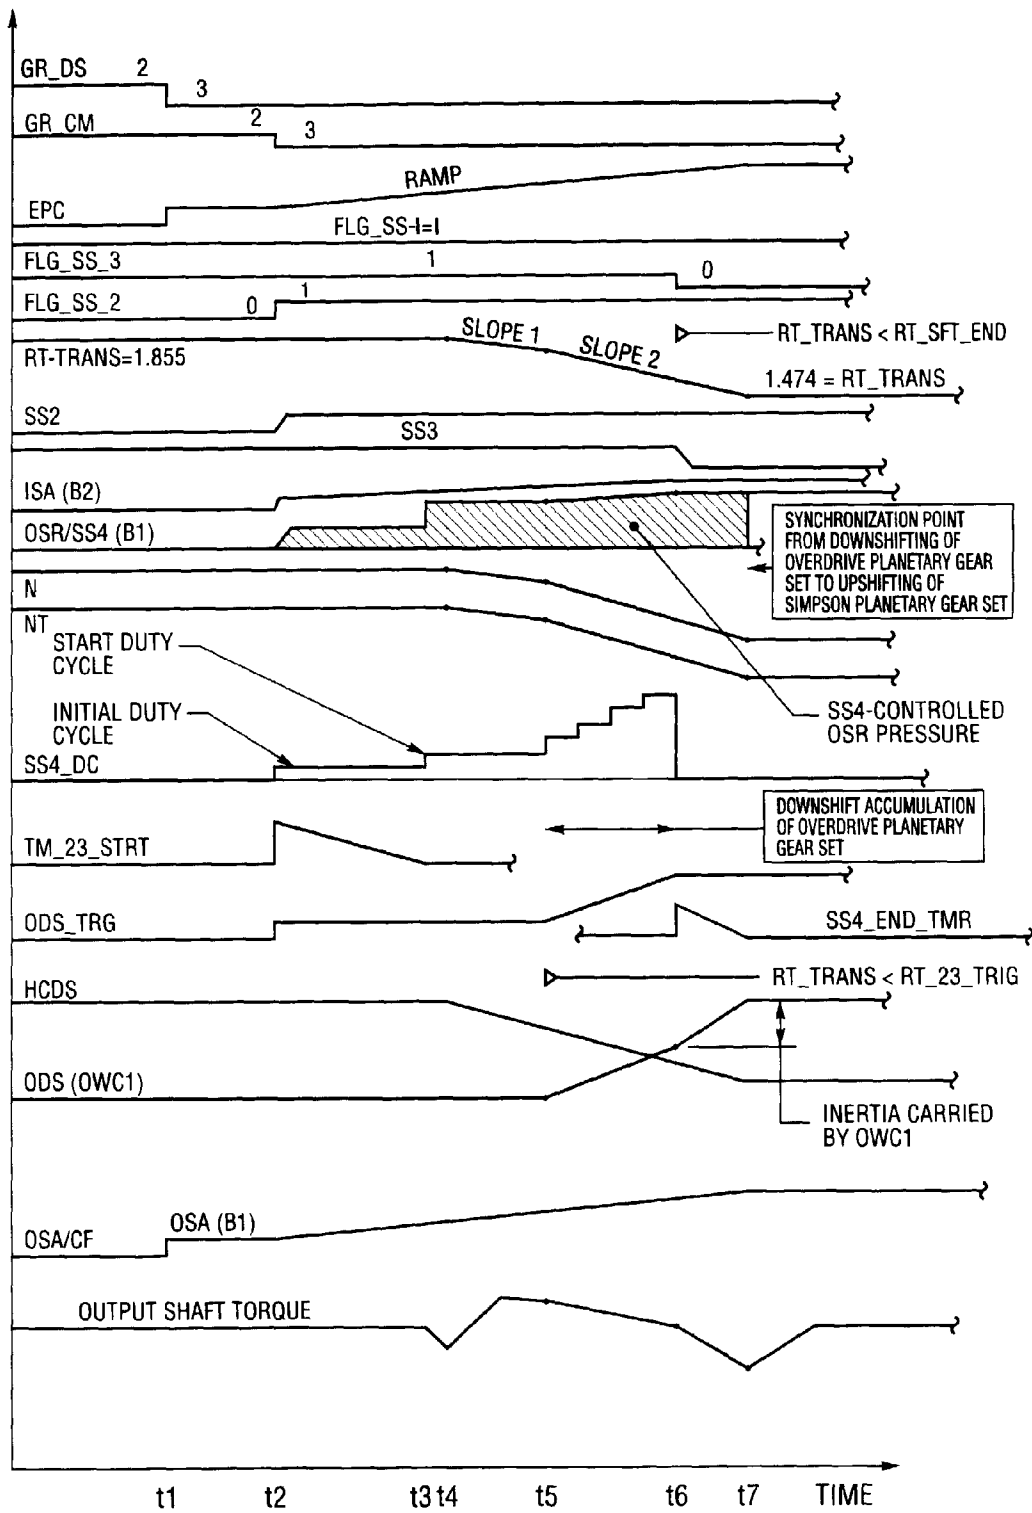 GR_DS 2
3
GR_CM 2
3
RAMP
EPC
FLG_SS-I=I
FLG_SS_3 1
0
FLG_SS_2 0 1
SLOPE 1
RT_TRANS < RT_SFT_END
RT-TRANS=1.855
SLOPE 2
1.474 = RT_TRANS
SS2
SS3
ISA (B2)
OSR/SS4 (B1)
SYNCHRONIZATION POINT
FROM DOWNSHIFTING OF
OVERDRIVE PLANETARY GEAR
SET TO UPSHIFTING OF
SIMPSON PLANETARY GEAR SET
N
NT
START DUTY
CYCLE
INITIAL DUTY
CYCLE
SS4-CONTROLLED
OSR PRESSURE
SS4_DC
DOWNSHIFT ACCUMULATION
OF OVERDRIVE PLANETARY
GEAR SET
TM_23_STRT
ODS_TRG
SS4_END_TMR
RT_TRANS < RT_23_TRIG
HCDS
ODS (OWC1)
INERTIA CARRIED
BY OWC1
OSA (B1)
OSA/CF
OUTPUT SHAFT TORQUE
t1 t2 t3 t4 t5 t6 t7 TIME